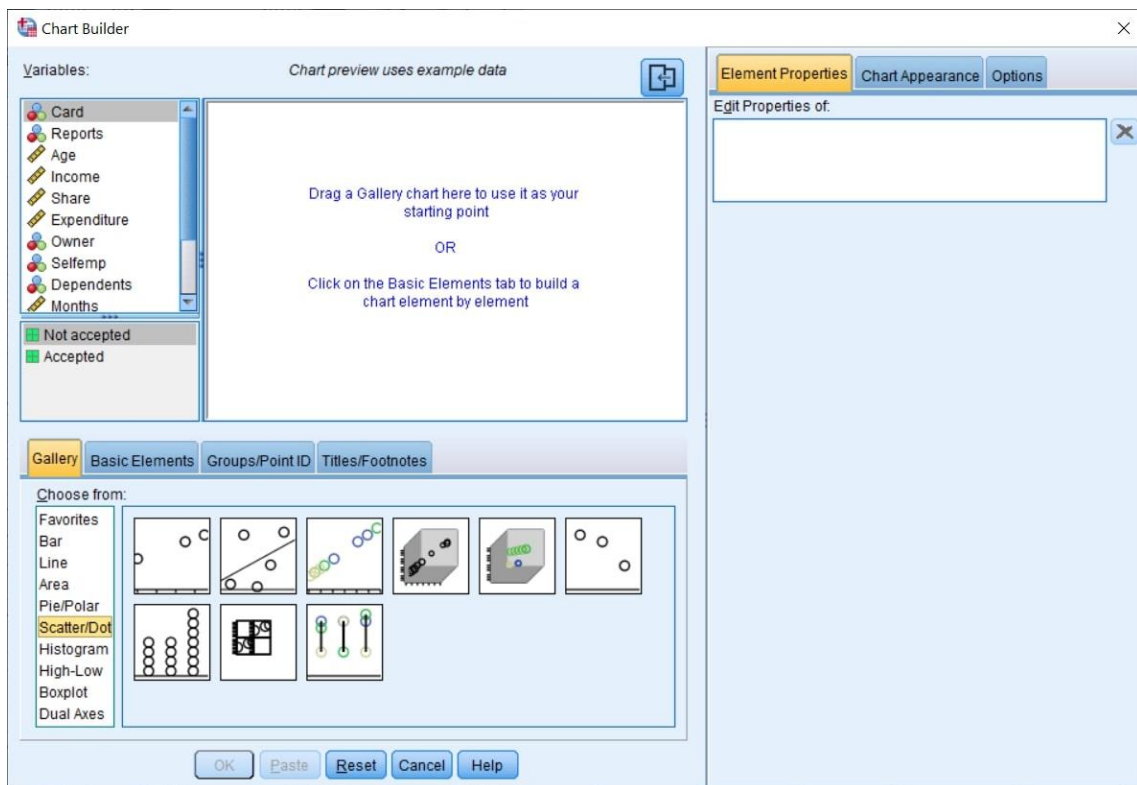 Chart Builder
Variables:
Chart preview uses example data
Card
Reports
Age
Income
Share
Expenditure
Owner
Selfemp
Dependents
Months
Not accepted
Accepted
Drag a Gallery chart here to use it as your
starting point
OR
Click on the Basic Elements tab to build a
chart element by element
Element Properties Chart Appearance Options
Edit Properties of:
Gallery Basic Elements Groups/Point ID Titles/Footnotes
Choose from:
Favorites
Bar
Line
Area
Pie/Polar
Scatter/Dot
Histogram
High-Low
Boxplot
Dual Axes
OK Paste Reset Cancel Help